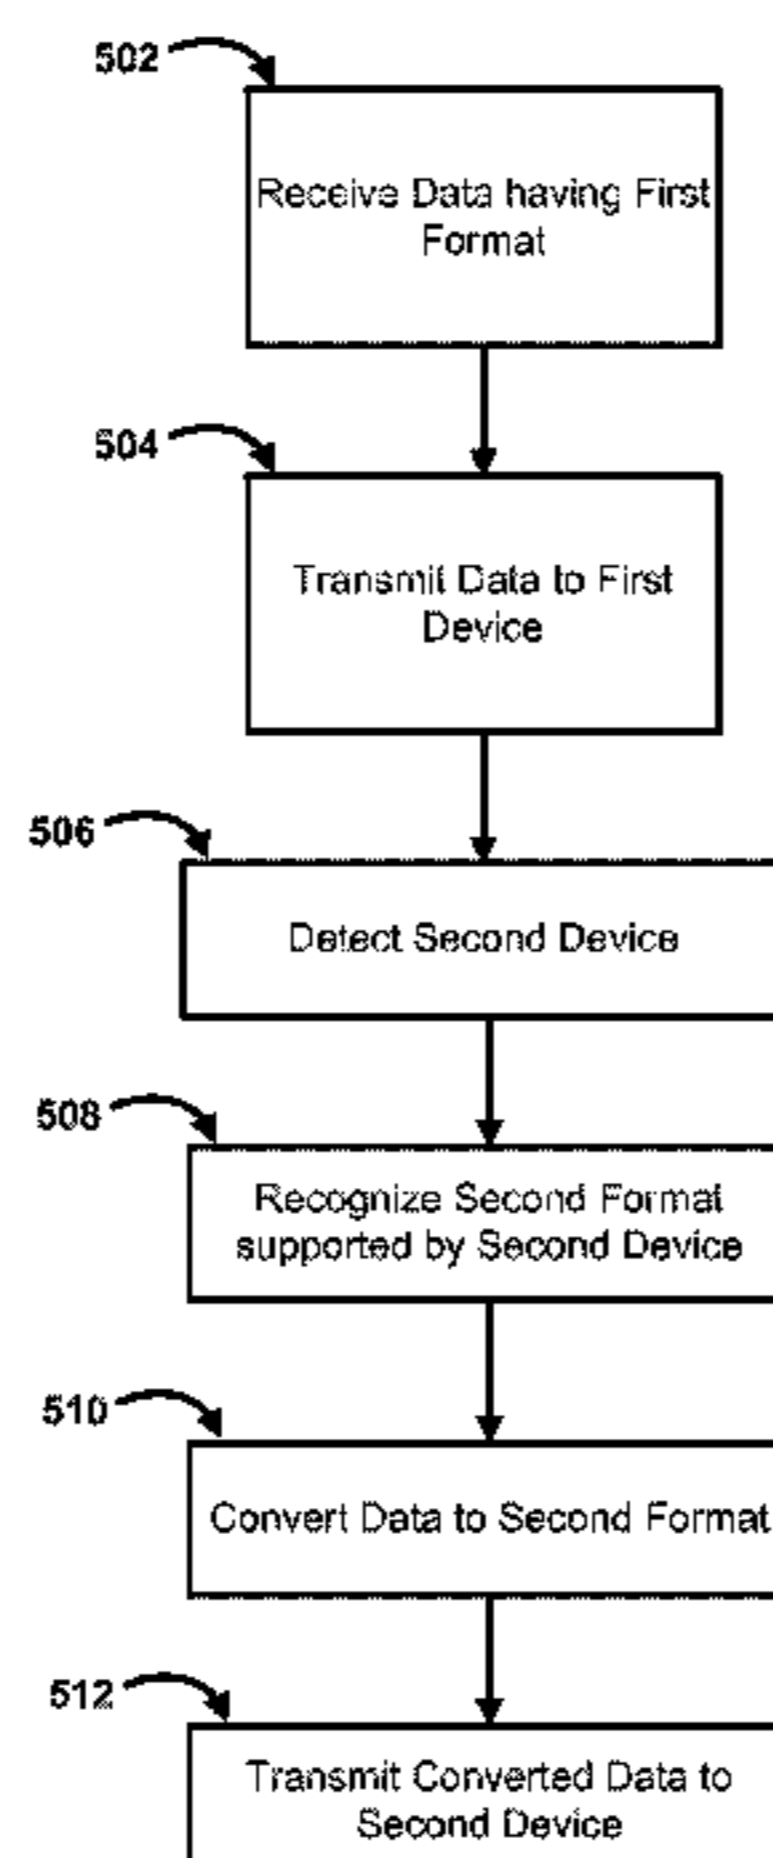 502
Receive Data having First
Format
504
Transmit Data to First
Device
506
Detect Second Device
508
Recognize Second Format
supported by Second Device
510
Convert Data to Second Format
512
Transmit Converted Data to
Second Device